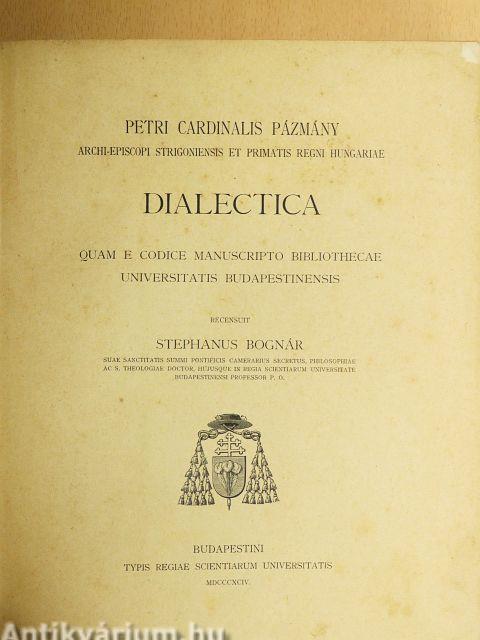 PETRI CARDINALIS PÁZMÁNY
ARCHI-EPISCOPI STRIGONIENSIS ET PRIMATIS REGNI HUNGARIAE
DIALECTICA
QUAM E CODICE MANUSCRIPTO BIBLIOTHECAE
UNIVERSITATIS BUDAPESTINENSIS
RECENSUIT
STEPHANUS BOGNÁR
SUAE SANCTITATIS SUMMI PONTIFICIS CAMERARIUS SECRETUS, PHILOSOPHIAE
AC S. THEOLOGIAE DOCTOR, HUJUSQUE IN REGIA SCIENTIARUM UNIVERSITATE
BUDAPESTINENSI PROFESSOR P. O.
BUDAPESTINI
TYPIS REGIAE SCIENTIARUM UNIVERSITATIS
MDCCCXCIV.
Antikvárium.hu